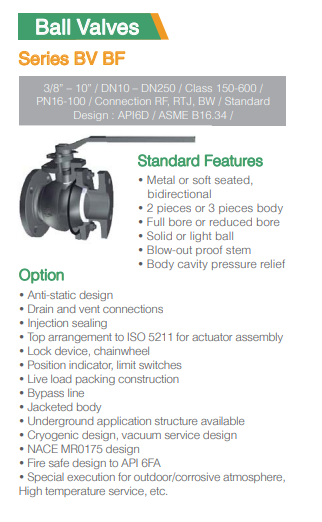 Ball Valves
Series BV BF
3/8” – 10” / DN10 – DN250 / Class 150-600 /
PN16-100 / Connection RF, RTJ, BW / Standard
Design : API6D / ASME B16.34 /
Standard Features
• Metal or soft seated,
bidirectional
• 2 pieces or 3 pieces body
• Full bore or reduced bore
• Solid or light ball
• Blow-out proof stem
• Body cavity pressure relief
Option
• Anti-static design
• Drain and vent connections
• Injection sealing
• Top arrangement to ISO 5211 for actuator assembly
• Lock device, chainwheel
• Position indicator, limit switches
• Live load packing construction
• Bypass line
• Jacketed body
• Underground application structure available
• Cryogenic design, vacuum service design
• NACE MR0175 design
• Fire safe design to API 6FA
• Special execution for outdoor/corrosive atmosphere,
High temperature service, etc.